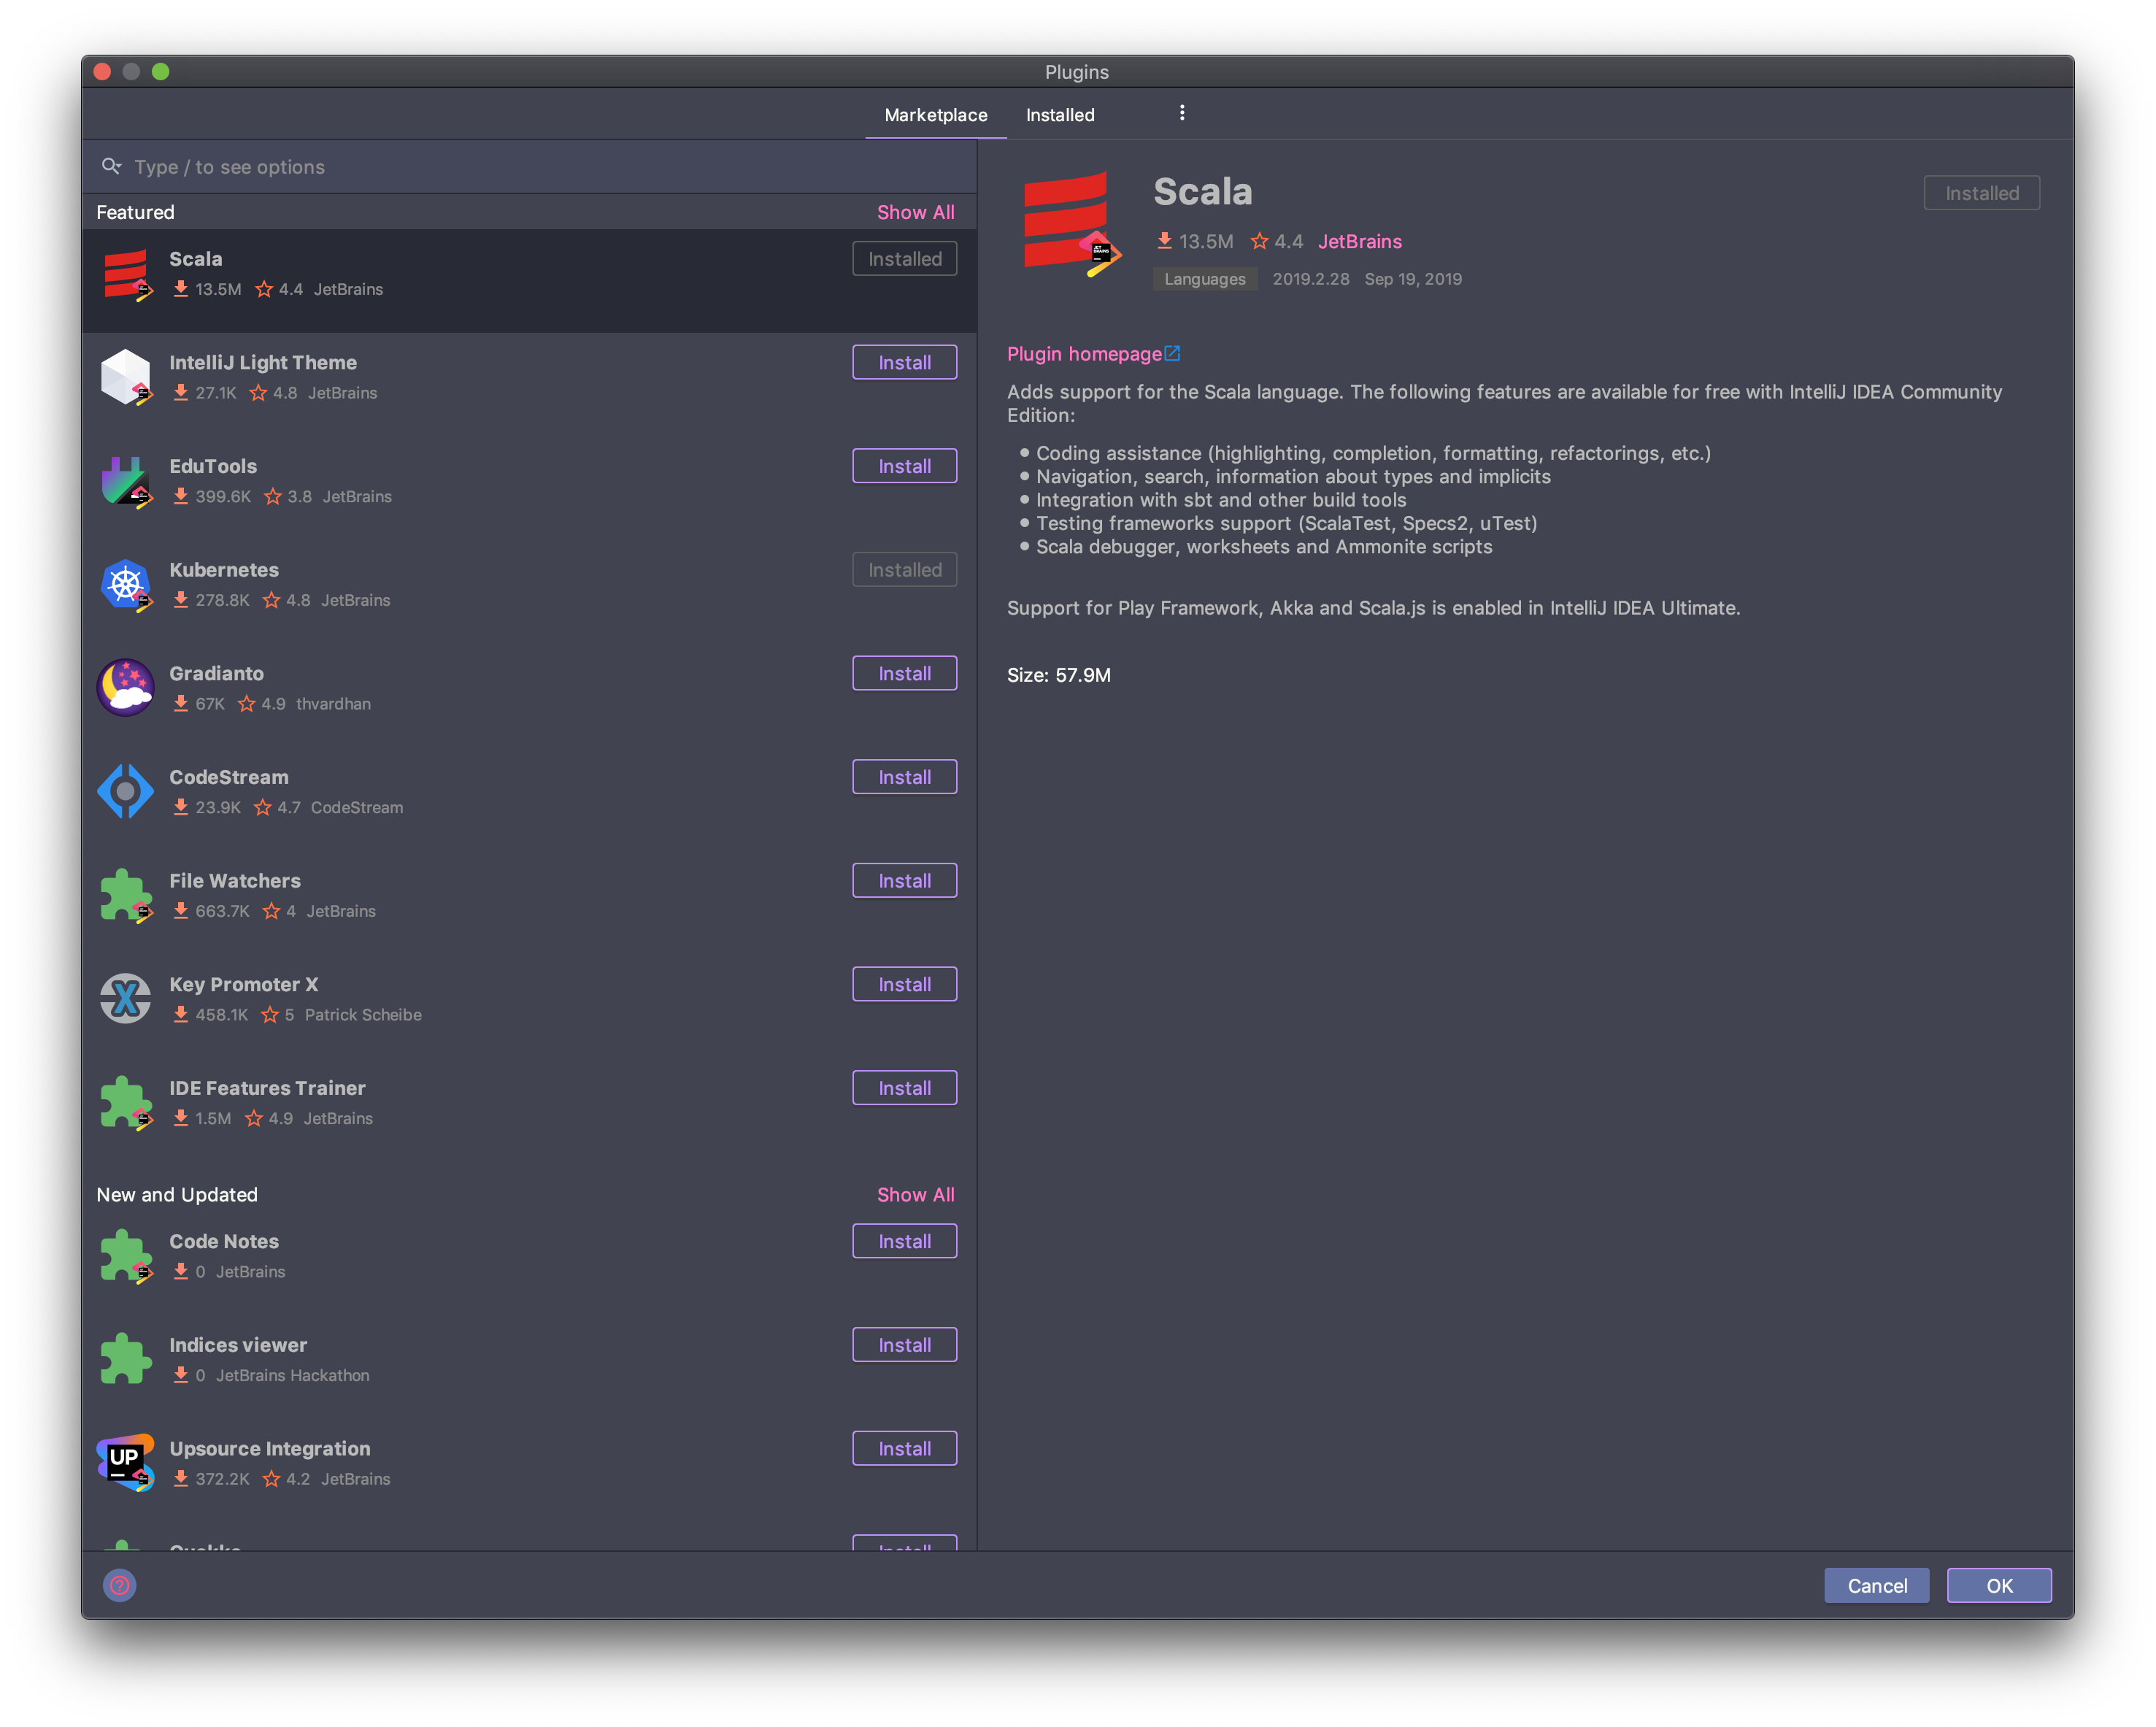 Plugins
Marketplace Installed
Type / to see options
Featured Show All
Scala Installed
13.5M 4.4 JetBrains
IntelliJ Light Theme Install
27.1K 4.8 JetBrains
EduTools Install
399.6K 3.8 JetBrains
Kubernetes Installed
278.8K 4.8 JetBrains
Gradianto Install
67K 4.9 thvardhan
CodeStream Install
23.9K 4.7 CodeStream
File Watchers Install
663.7K 4 JetBrains
Key Promoter X Install
458.1K 5 Patrick Scheibe
IDE Features Trainer Install
1.5M 4.9 JetBrains
New and Updated Show All
Code Notes Install
0 JetBrains
Indices viewer Install
0 JetBrains Hackathon
UP
Upsource Integration Install
372.2K 4.2 JetBrains
Install
Scala Installed
13.5M 4.4 JetBrains
Languages 2019.2.28 Sep 19, 2019
Plugin homepage
Adds support for the Scala language. The following features are available for free with IntelliJ IDEA Community
Edition:
• Coding assistance (highlighting, completion, formatting, refactorings, etc.)
• Navigation, search, information about types and implicits
• Integration with sbt and other build tools
• Testing frameworks support (ScalaTest, Specs2, uTest)
• Scala debugger, worksheets and Ammonite scripts
Support for Play Framework, Akka and Scala.js is enabled in IntelliJ IDEA Ultimate.
Size: 57.9M
? Cancel OK